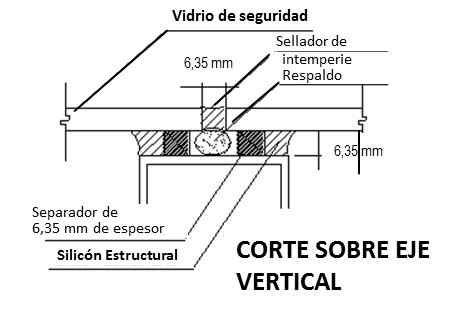 Vidrio de seguridad
Sellador de
intemperie
6,35 mm
Respaldo
6,35 mm
Separador de
6,35 mm de espesor
Silicón Estructural
CORTE SOBRE EJE
VERTICAL